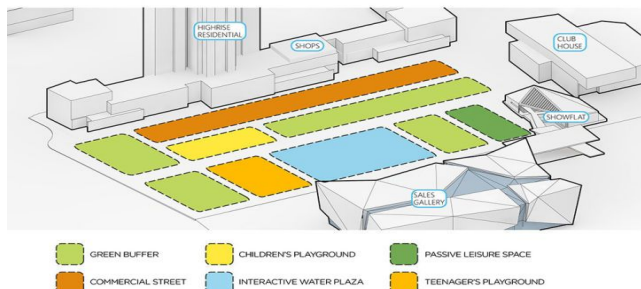 HIGHRISE
RESIDENTIAL
SHOPS
CLUB
HOUSE
SHOWFLAT
SALES
GALLERY
GREEN BUFFER
CHILDREN'S PLAYGROUND
PASSIVE LEISURE SPACE
COMMERCIAL STREET
INTERACTIVE WATER PLAZA
TEENAGER'S PLAYGROUND